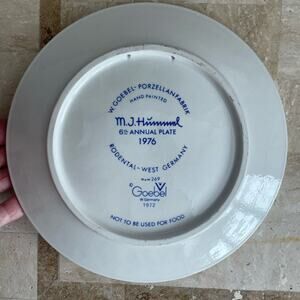 W. GOEBEL - PORZELLANFABRIK
HAND PAINTED
M.J. Hummel
6th ANNUAL PLATE
1976
RODENTAL - WEST GERMANY
Hum 269
© Goebel
W. Germany
1972
NOT TO BE USED FOR FOOD